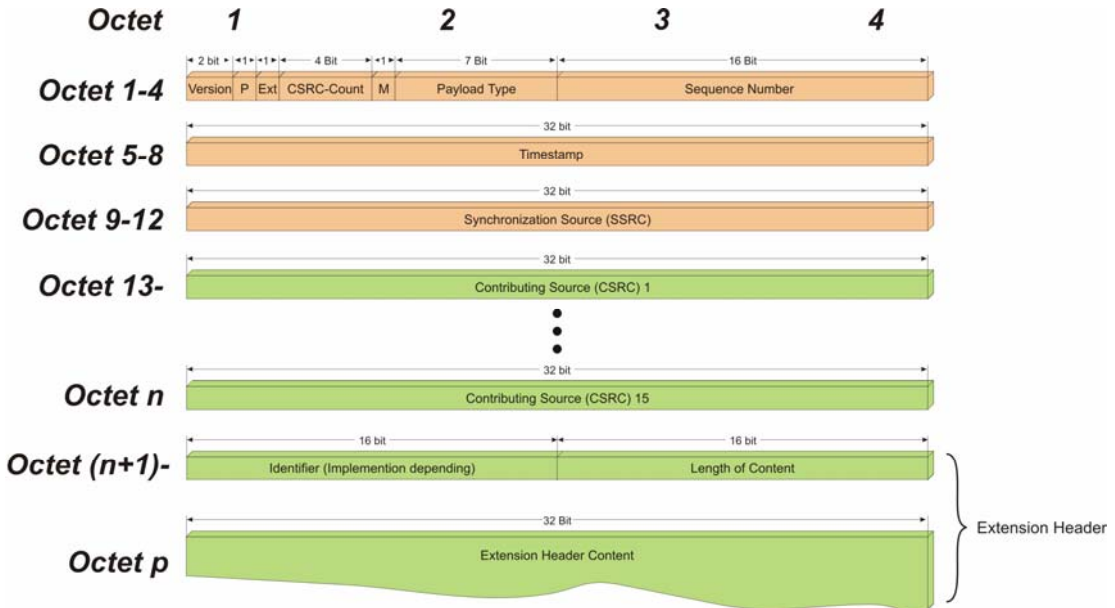 Octet 1 2 3 4
2 bit 1 1 4 Bit 1 7 Bit 16 Bit
Octet 1-4 Version P Ext CSRC-Count M Payload Type Sequence Number
32 bit
Octet 5-8 Timestamp
32 bit
Octet 9-12 Synchronization Source (SSRC)
32 bit
Octet 13- Contributing Source (CSRC) 1
32 bit
Octet n Contributing Source (CSRC) 15
16 bit 16 bit
Octet (n+1)- Identifier (Implemention depending) Length of Content
32 Bit
Extension Header
Octet p Extension Header Content